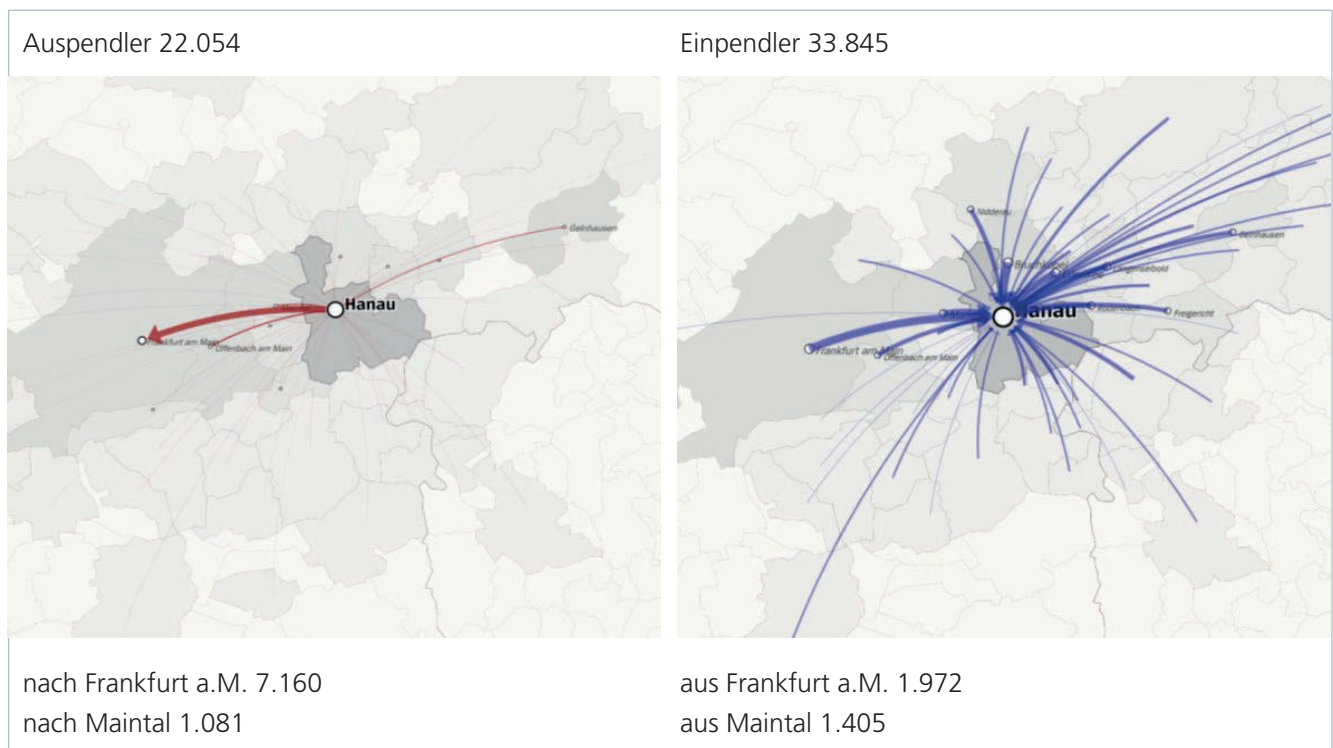 Auspendler 22.054
Einpendler 33.845
Gelnhausen
Hanau
Frankfurt am Main
Offenbach am Main
Nidderau
Bruchköbel
Langenselbold
Gelnhausen
Hanau
Rodenbach
Freigericht
Frankfurt am Main
Offenbach am Main
nach Frankfurt a.M. 7.160
nach Maintal 1.081
aus Frankfurt a.M. 1.972
aus Maintal 1.405